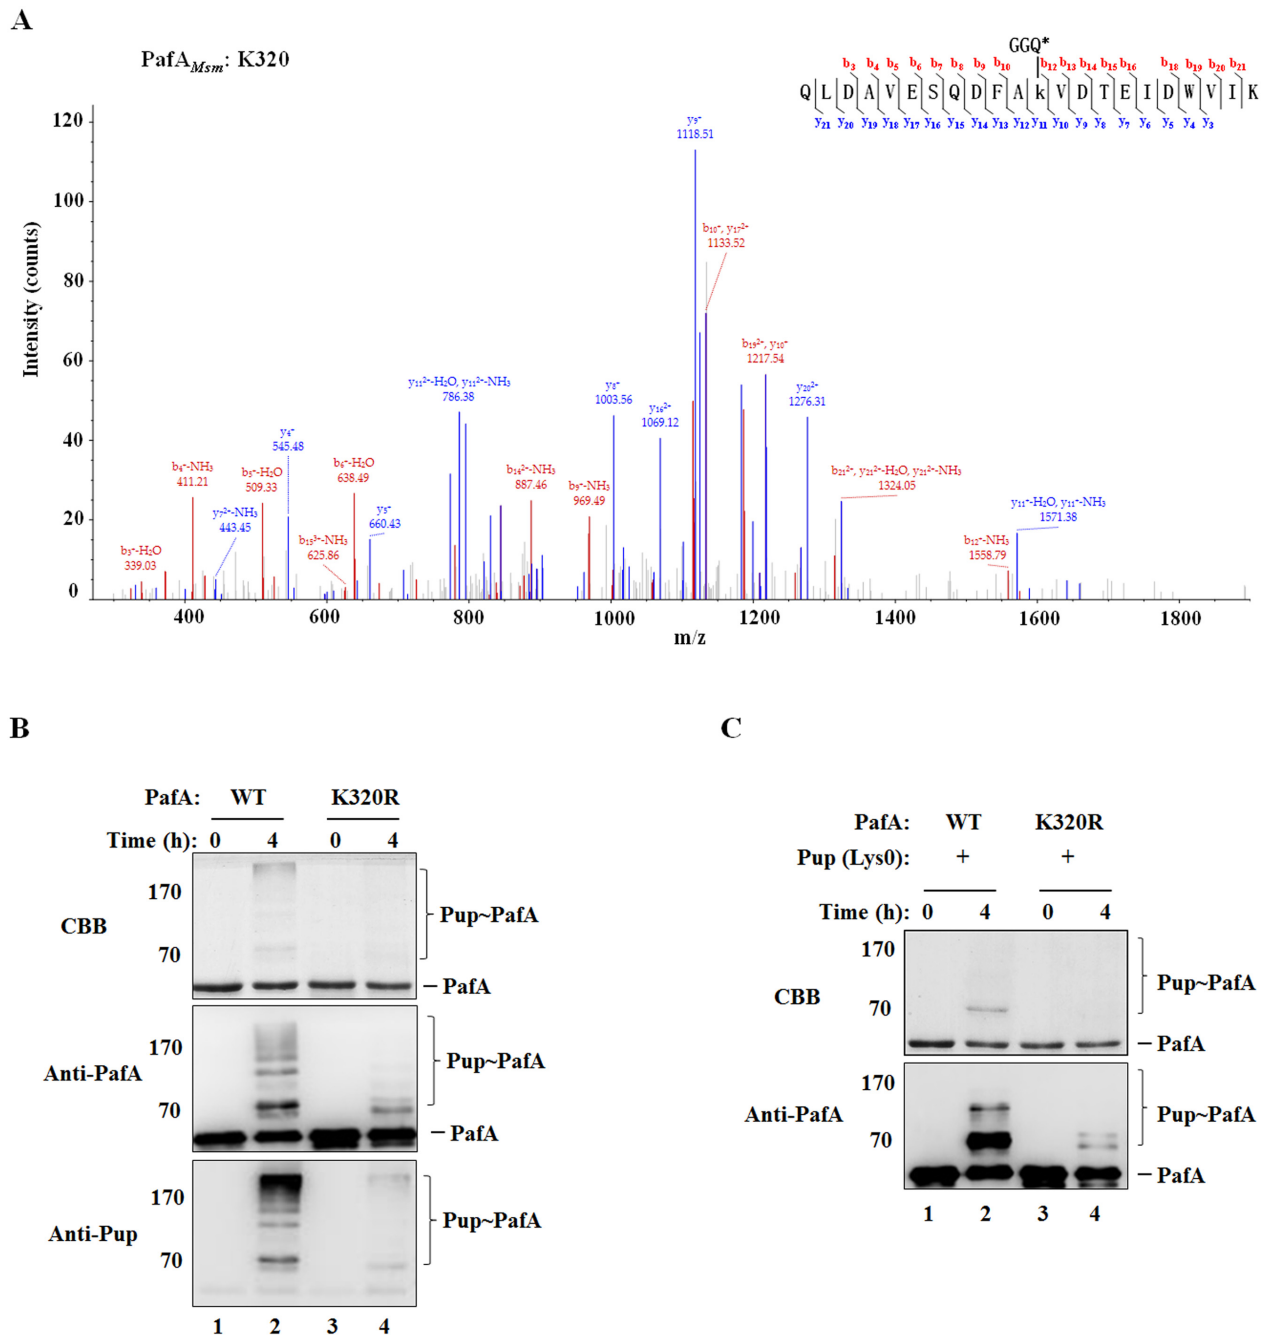 A
PafA_Msm: K320
GGQ*
b₃ b₄ b₅ b₆ b₇ b₈ b₉ b₁₀ b₁₂ b₁₃ b₁₄ b₁₅ b₁₆ b₁₈ b₁₉ b₂₀ b₂₁
Q L D A V E S Q D F A k V D T E I D W V I K
y₂₁ y₂₀ y₁₉ y₁₈ y₁₇ y₁₆ y₁₅ y₁₄ y₁₃ y₁₂ y₁₁ y₁₀ y₉ y₈ y₇ y₆ y₅ y₄ y₃
Intensity (counts)
120
100
80
60
40
20
0
y₉⁺
1118.51
b₁₀⁺, y₁₇²⁺
1133.52
b₁₉²⁺, y₁₀⁺
1217.54
y₁₁²⁺-H₂O, y₁₁²⁺-NH₃
786.38
y₈⁺
1003.56
y₁₆²⁺
1069.12
y₂₀²⁺
1276.31
y₄⁺
545.48
b₄⁺-NH₃
411.21
b₅⁺-H₂O
509.33
b₆⁺-H₂O
638.49
b₁₄²⁺-NH₃
887.46
b₉⁺-NH₃
969.49
b₂₁²⁺, y₂₁²⁺-H₂O, y₂₁²⁺-NH₃
1324.05
y₁₁⁺-H₂O, y₁₁⁺-NH₃
1571.38
y₇²⁺-NH₃
443.45
y₅⁺
660.43
b₃⁺-H₂O
339.03
b₁₅³⁺-NH₃
625.86
b₁₂⁺-NH₃
1558.79
400 600 800 1000 1200 1400 1600 1800
m/z
B
PafA: WT K320R
Time (h): 0 4 0 4
CBB
170
70
Pup~PafA
PafA
Anti-PafA
170
70
Pup~PafA
PafA
Anti-Pup
170
70
Pup~PafA
1 2 3 4
C
PafA: WT K320R
Pup (Lys0): + +
Time (h): 0 4 0 4
CBB
170
70
Pup~PafA
PafA
Anti-PafA
170
70
Pup~PafA
PafA
1 2 3 4